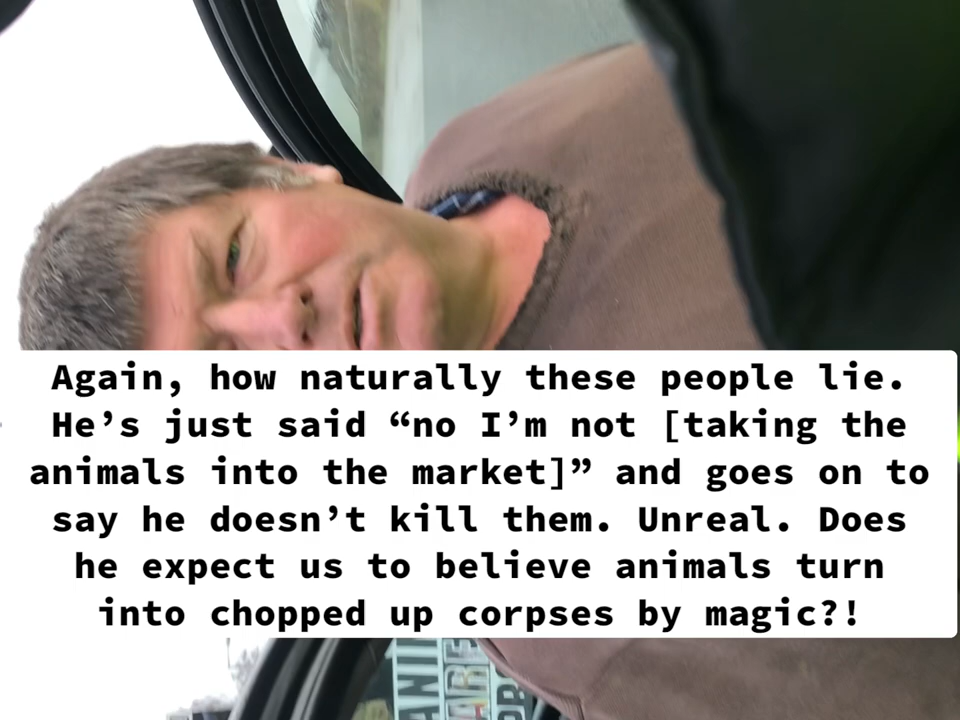 Again, how naturally these people lie.
He’s just said “no I’m not [taking the
animals into the market]” and goes on to
say he doesn’t kill them. Unreal. Does
he expect us to believe animals turn
into chopped up corpses by magic?!